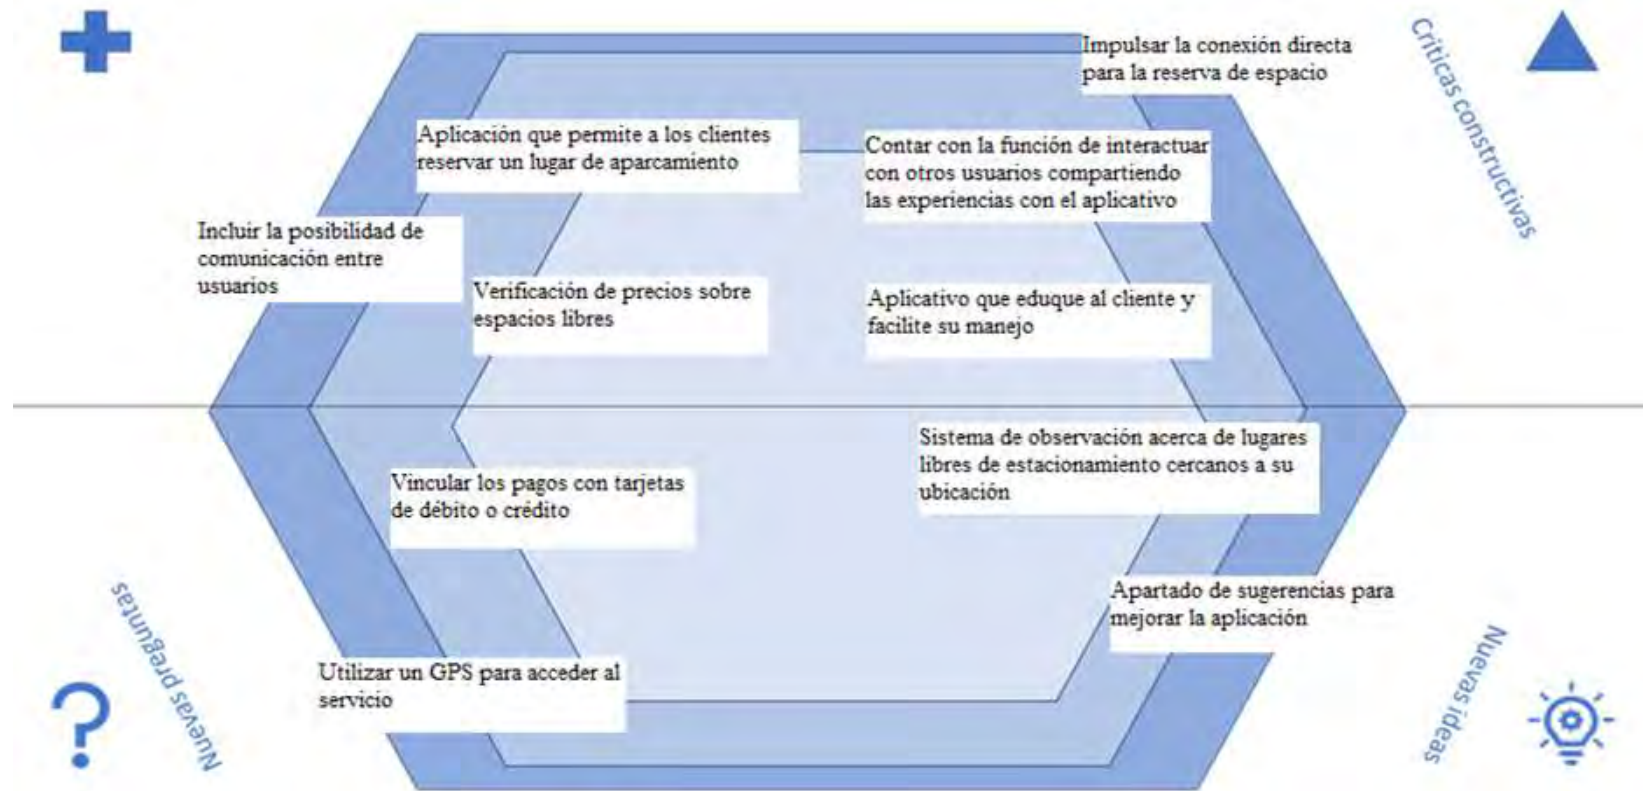 Impulsar la conexión directa
para la reserva de espacio
Críticas constructivas
Aplicación que permite a los clientes
reservar un lugar de aparcamiento
Contar con la función de interactuar
con otros usuarios compartiendo
las experiencias con el aplicativo
Incluir la posibilidad de
comunicación entre
usuarios
Verificación de precios sobre
espacios libres
Aplicativo que eduque al cliente y
facilite su manejo
Sistema de observación acerca de lugares
libres de estacionamiento cercanos a su
ubicación
Vincular los pagos con tarjetas
de débito o crédito
Apartado de sugerencias para
mejorar la aplicación
Nuevas preguntas
Utilizar un GPS para acceder al
servicio
Nuevas ideas